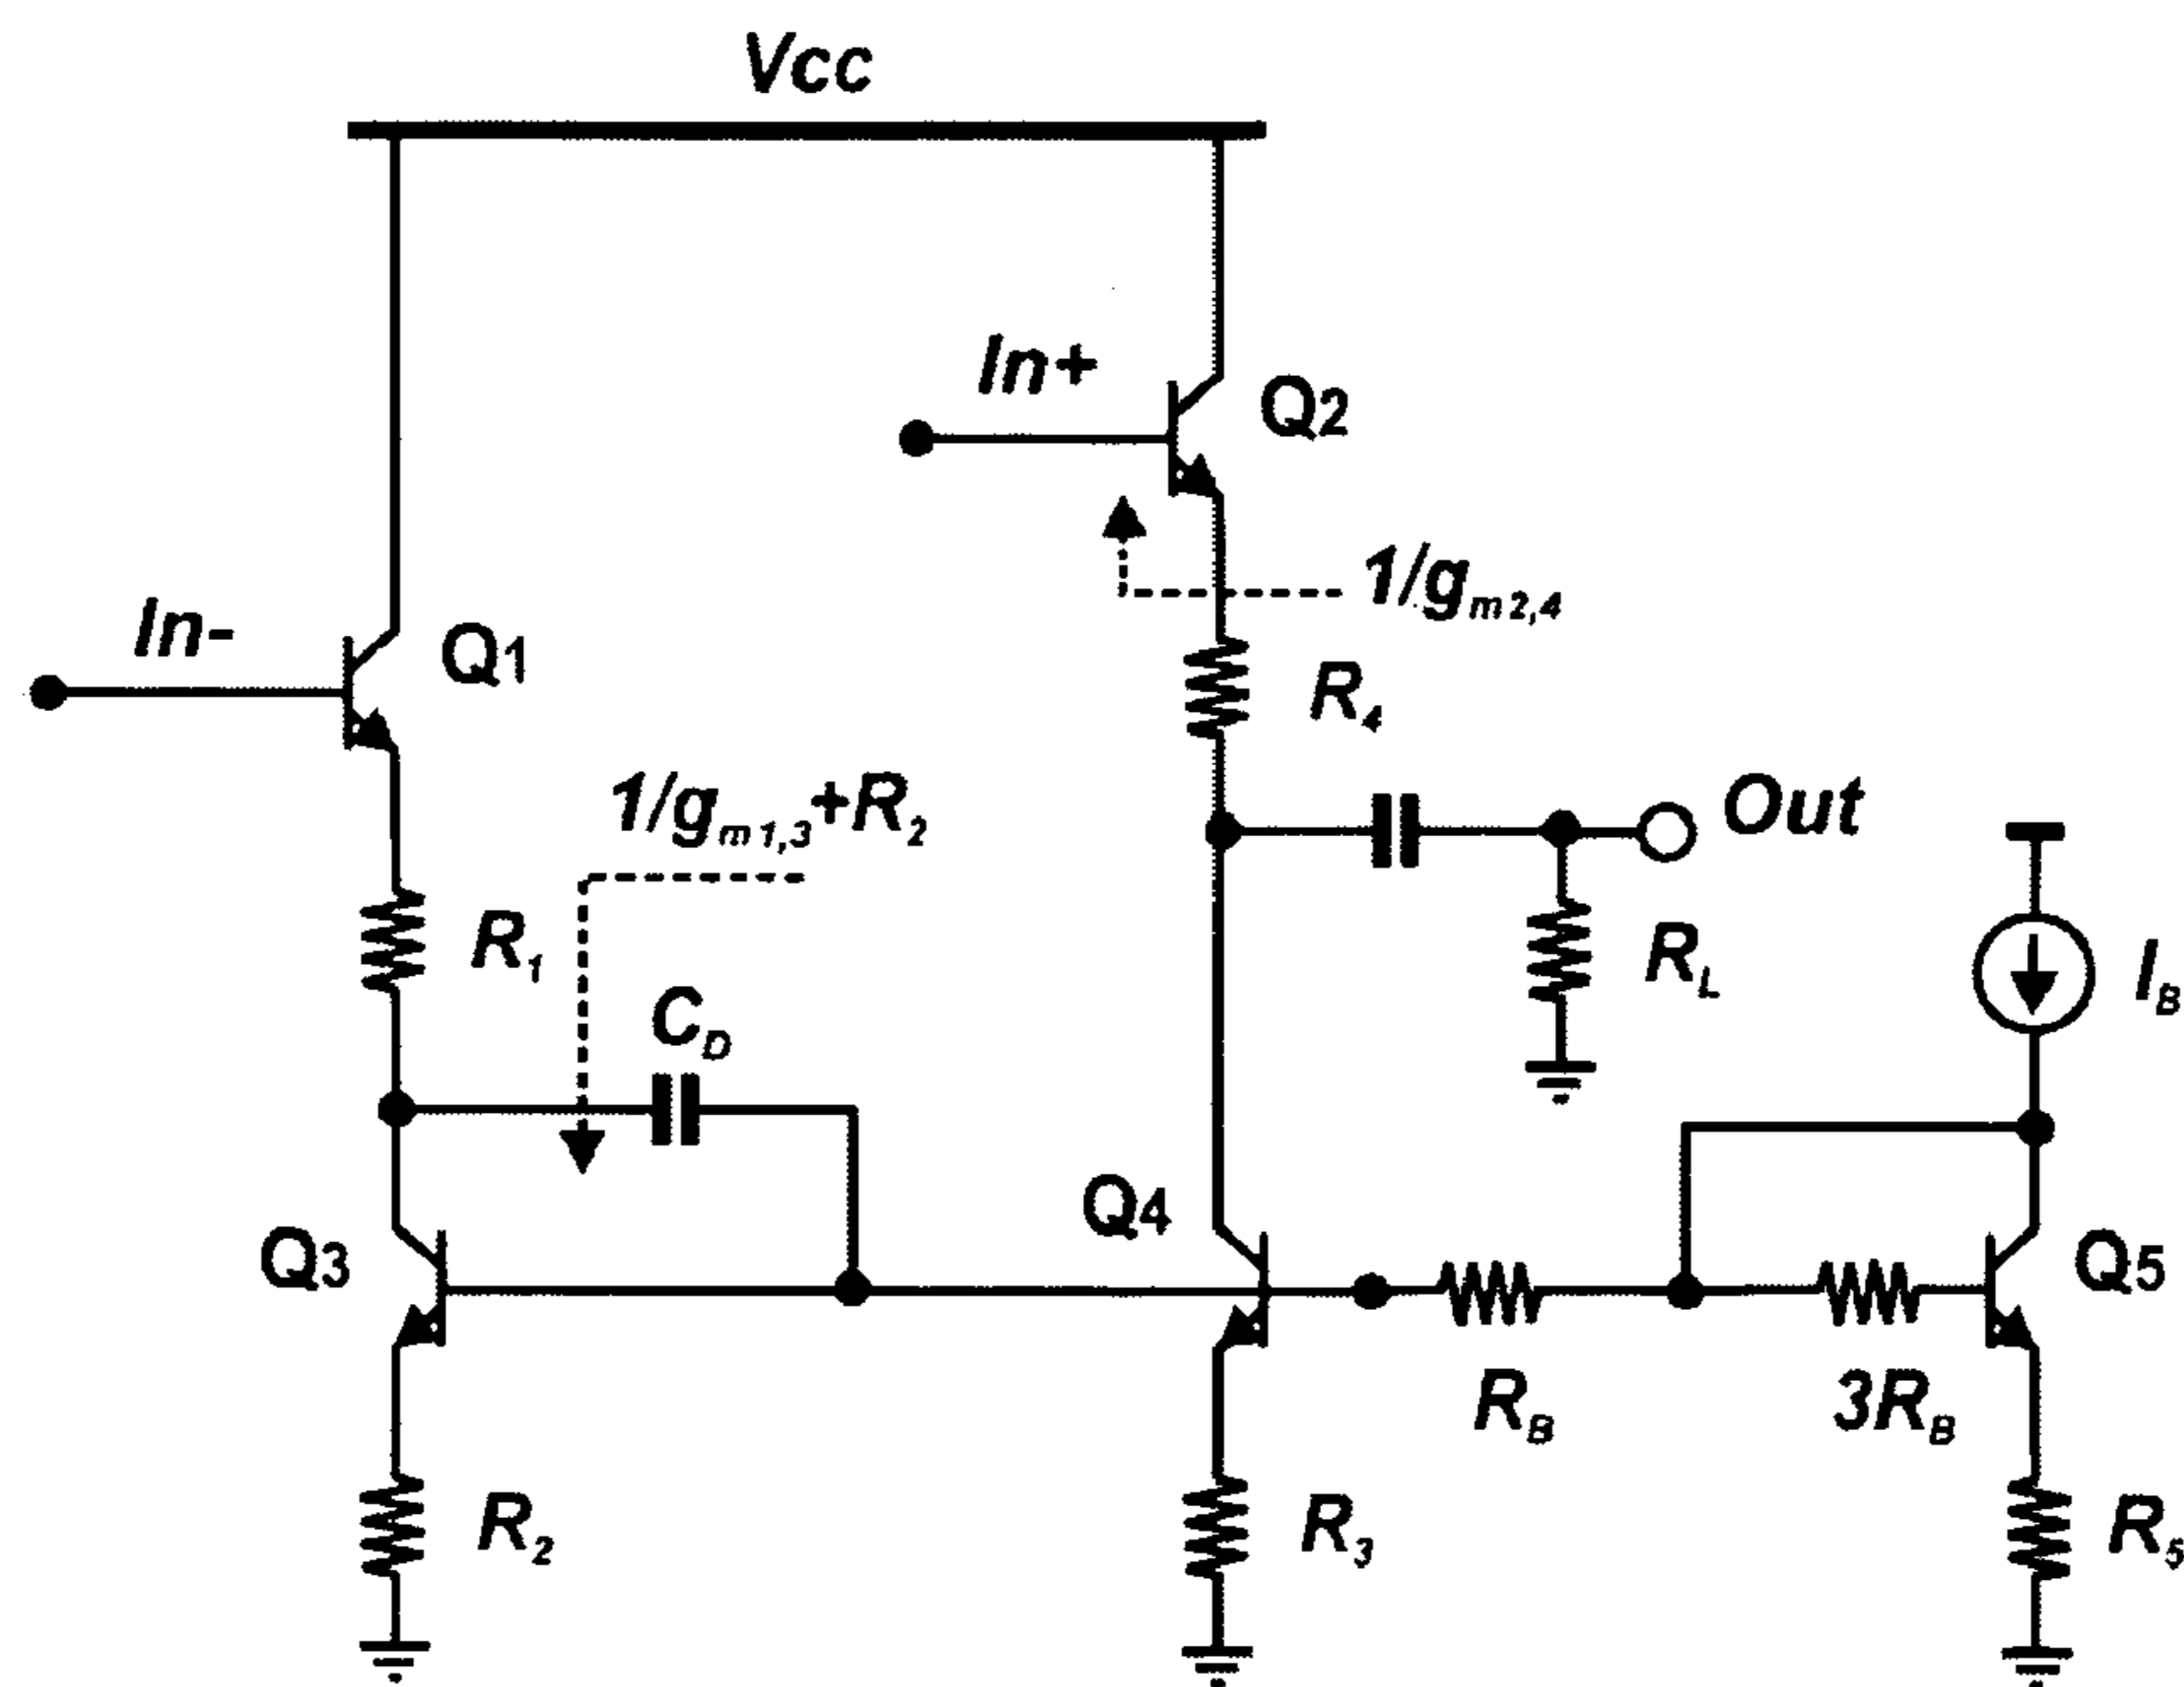 Vcc
In+
Q2
1/gm2,4
In-
Q1
R4
1/gm1,3+R2
Out
R1
RL
IB
CD
Q4
Q3
Q5
RB
3RB
R2
R3
R5